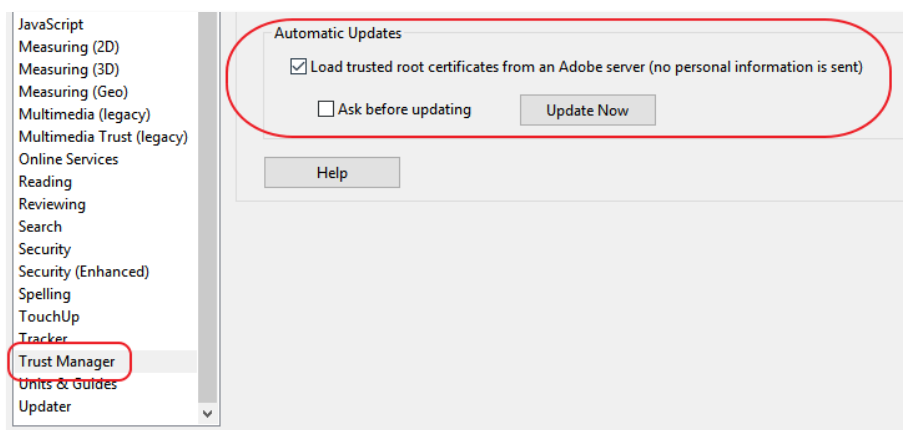 JavaScript
Measuring (2D)
Measuring (3D)
Measuring (Geo)
Multimedia (legacy)
Multimedia Trust (legacy)
Online Services
Reading
Reviewing
Search
Security
Security (Enhanced)
Spelling
TouchUp
Tracker
Trust Manager
Units & Guides
Updater
Automatic Updates
Load trusted root certificates from an Adobe server (no personal information is sent)
Ask before updating
Update Now
Help